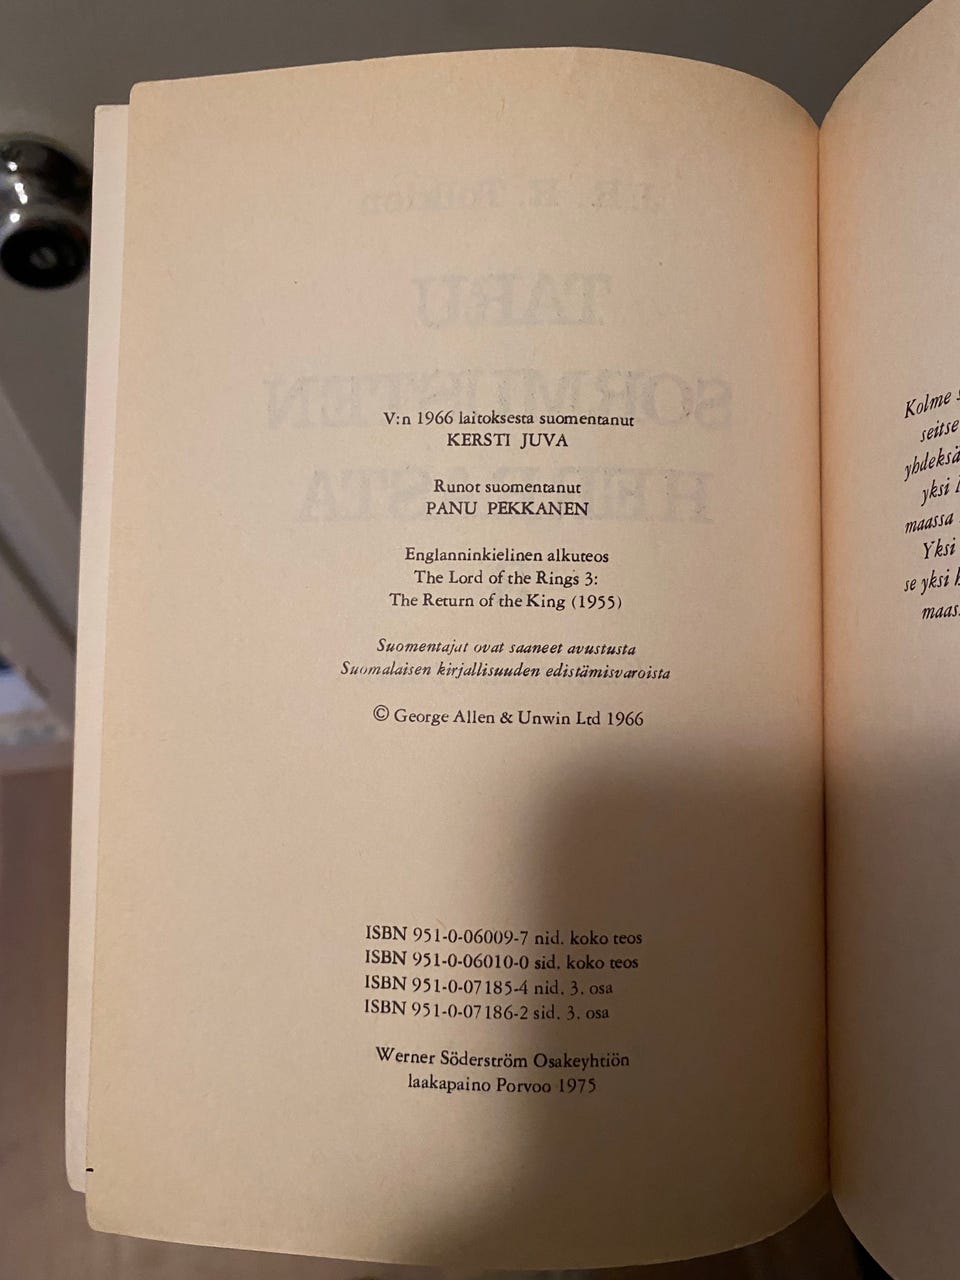 V:n 1966 laitoksesta suomentanut
KERSTI JUVA
Runot suomentanut
PANU PEKKANEN
Englanninkielinen alkuteos
The Lord of the Rings 3:
The Return of the King (1955)
Suomentajat ovat saaneet avustusta
Suomalaisen kirjallisuuden edistämisvaroista
© George Allen & Unwin Ltd 1966
ISBN 951-0-06009-7 nid. koko teos
ISBN 951-0-06010-0 sid. koko teos
ISBN 951-0-07185-4 nid. 3. osa
ISBN 951-0-07186-2 sid. 3. osa
Werner Söderström Osakeyhtiön
laakapaino Porvoo 1975
Kolme
seitse
yhdeksä
yksi
maassa
Yksi
se yksi
maas